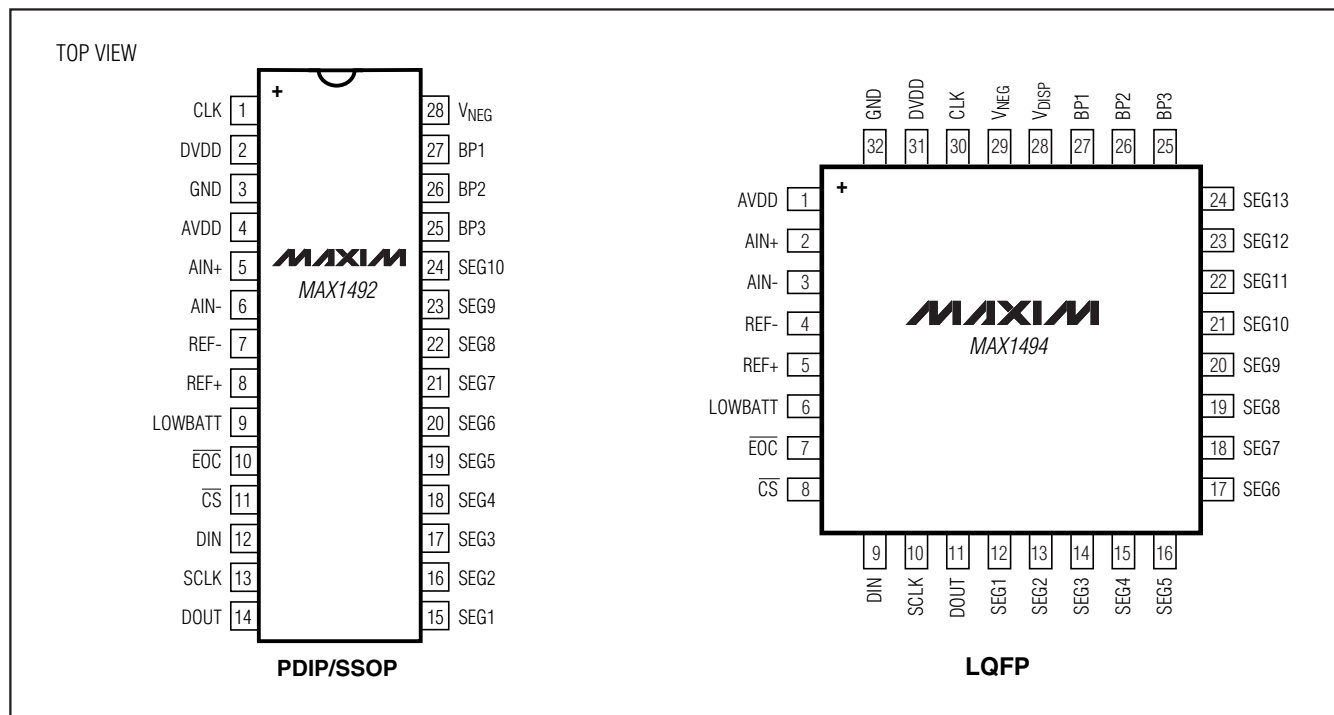 TOP VIEW
+
CLK 1
DVDD 2
GND 3
AVDD 4
AIN+ 5
AIN- 6
REF- 7
REF+ 8
LOWBATT 9
EOC 10
CS 11
DIN 12
SCLK 13
DOUT 14
28 VNEG
27 BP1
26 BP2
25 BP3
24 SEG10
23 SEG9
22 SEG8
21 SEG7
20 SEG6
19 SEG5
18 SEG4
17 SEG3
16 SEG2
15 SEG1
MAXIM
MAX1492
PDIP/SSOP
GND DVDD CLK VNEG VDISP BP1 BP2 BP3
32 31 30 29 28 27 26 25
+
AVDD 1
AIN+ 2
AIN- 3
REF- 4
REF+ 5
LOWBATT 6
EOC 7
CS 8
24 SEG13
23 SEG12
22 SEG11
21 SEG10
20 SEG9
19 SEG8
18 SEG7
17 SEG6
MAXIM
MAX1494
9 10 11 12 13 14 15 16
DIN SCLK DOUT SEG1 SEG2 SEG3 SEG4 SEG5
LQFP